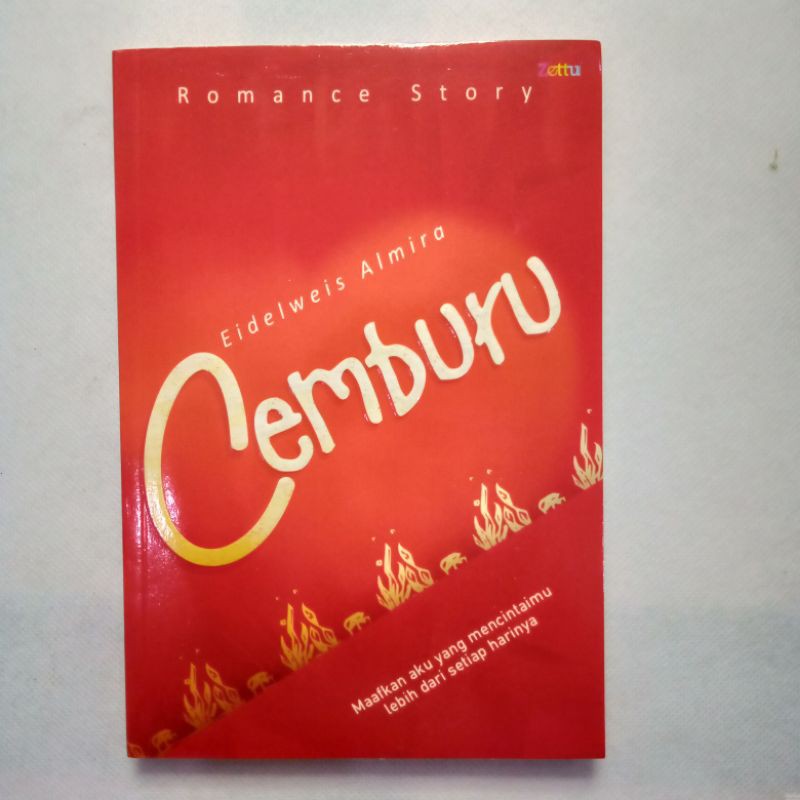 Zettu
Romance Story
Eidelweis Almira
Cemburu
Maafkan aku yang mencintaimu
lebih dari setiap harinya